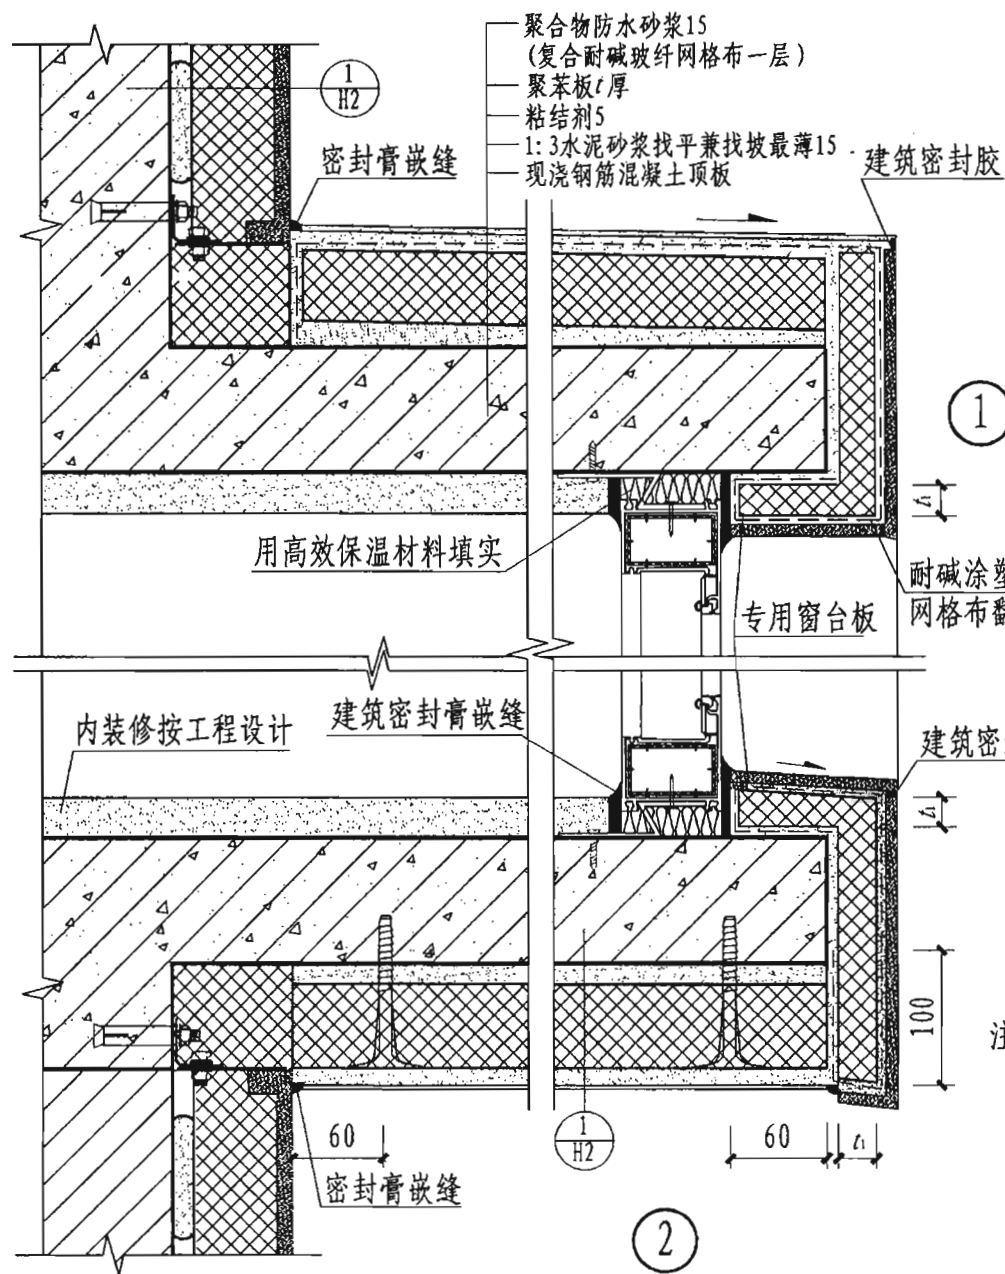 聚合物防水砂浆15
(复合耐碱玻纤网格布一层)
聚苯板t厚
粘结剂5
1:3水泥砂浆找平兼找坡最薄15
现浇钢筋混凝土顶板
1
H2
密封膏嵌缝
建筑密封胶
1
t₁
用高效保温材料填实
耐碱涂塑
网格布翻
专用窗台板
建筑密封膏嵌缝
内装修按工程设计
建筑密
t₁
100
注
60
1
H2
60
t₁
密封膏嵌缝
2